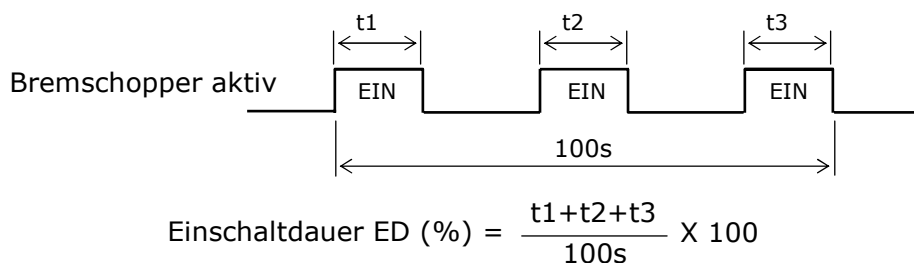 t1 t2 t3
Bremschopper aktiv EIN EIN EIN
100s
Einschaltdauer ED (%) = t1+t2+t3 / 100s X 100